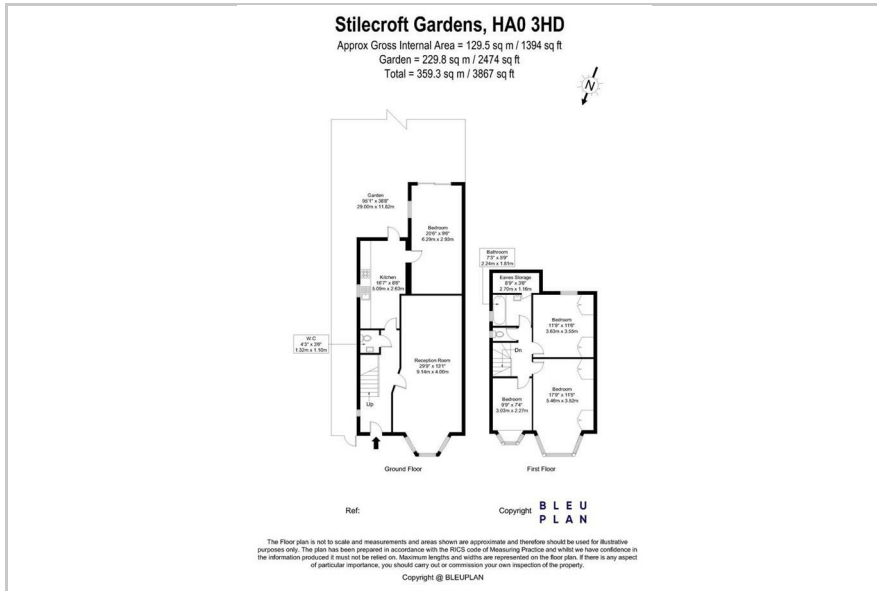 Stilecroft Gardens, HA0 3HD
Approx Gross Internal Area = 129.5 sq m / 1394 sq ft
Garden = 229.8 sq m / 2474 sq ft
Total = 359.3 sq m / 3867 sq ft
N
Garden
95'1" x 38'8"
29.00m x 11.82m
Bedroom
20'8" x 9'8"
6.29m x 2.93m
Kitchen
16'7" x 8'8"
5.09m x 2.63m
W.C
4'3" x 3'6"
1.32m x 1.10m
Reception Room
29'9" x 13'1"
9.14m x 4.00m
Up
Ground Floor
Bathroom
7'3" x 5'9"
2.24m x 1.81m
Eaves Storage
8'9" x 3'8"
2.70m x 1.16m
Bedroom
11'9" x 11'6"
3.63m x 3.55m
Dn
Bedroom
9'9" x 7'4"
3.03m x 2.27m
Bedroom
17'9" x 11'5"
5.46m x 3.52m
First Floor
Ref:
Copyright
BLEU
PLAN
The Floor plan is not to scale and measurements and areas shown are approximate and therefore should be used for illustrative
purposes only. The plan has been prepared in accordance with the RICS code of Measuring Practice and whilst we have confidence in
the information produced it must not be relied on. Maximum lengths and widths are represented on the floor plan. If there is any aspect
of particular importance, you should carry out or commission your own inspection of the property.
Copyright @ BLEUPLAN